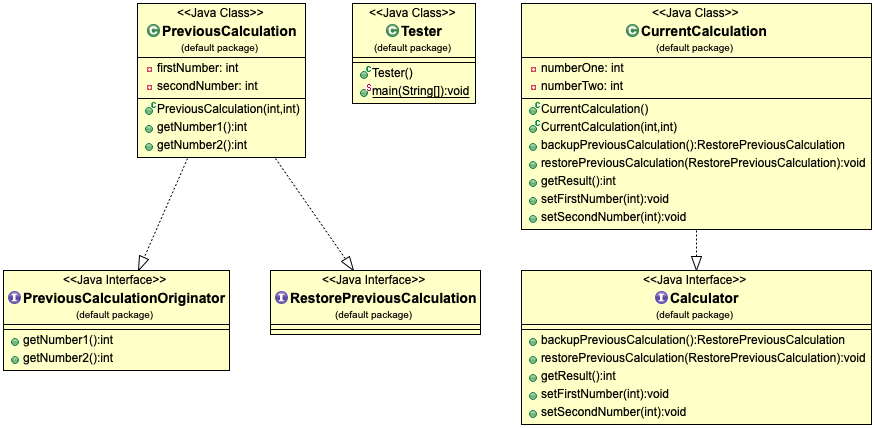 <<Java Class>>
PreviousCalculation
(default package)
firstNumber: int
secondNumber: int
PreviousCalculation(int,int)
getNumber1():int
getNumber2():int
<<Java Class>>
Tester
(default package)
Tester()
main(String[]):void
<<Java Class>>
CurrentCalculation
(default package)
numberOne: int
numberTwo: int
CurrentCalculation()
CurrentCalculation(int,int)
backupPreviousCalculation():RestorePreviousCalculation
restorePreviousCalculation(RestorePreviousCalculation):void
getResult():int
setFirstNumber(int):void
setSecondNumber(int):void
<<Java Interface>>
PreviousCalculationOriginator
(default package)
getNumber1():int
getNumber2():int
<<Java Interface>>
RestorePreviousCalculation
(default package)
<<Java Interface>>
Calculator
(default package)
backupPreviousCalculation():RestorePreviousCalculation
restorePreviousCalculation(RestorePreviousCalculation):void
getResult():int
setFirstNumber(int):void
setSecondNumber(int):void